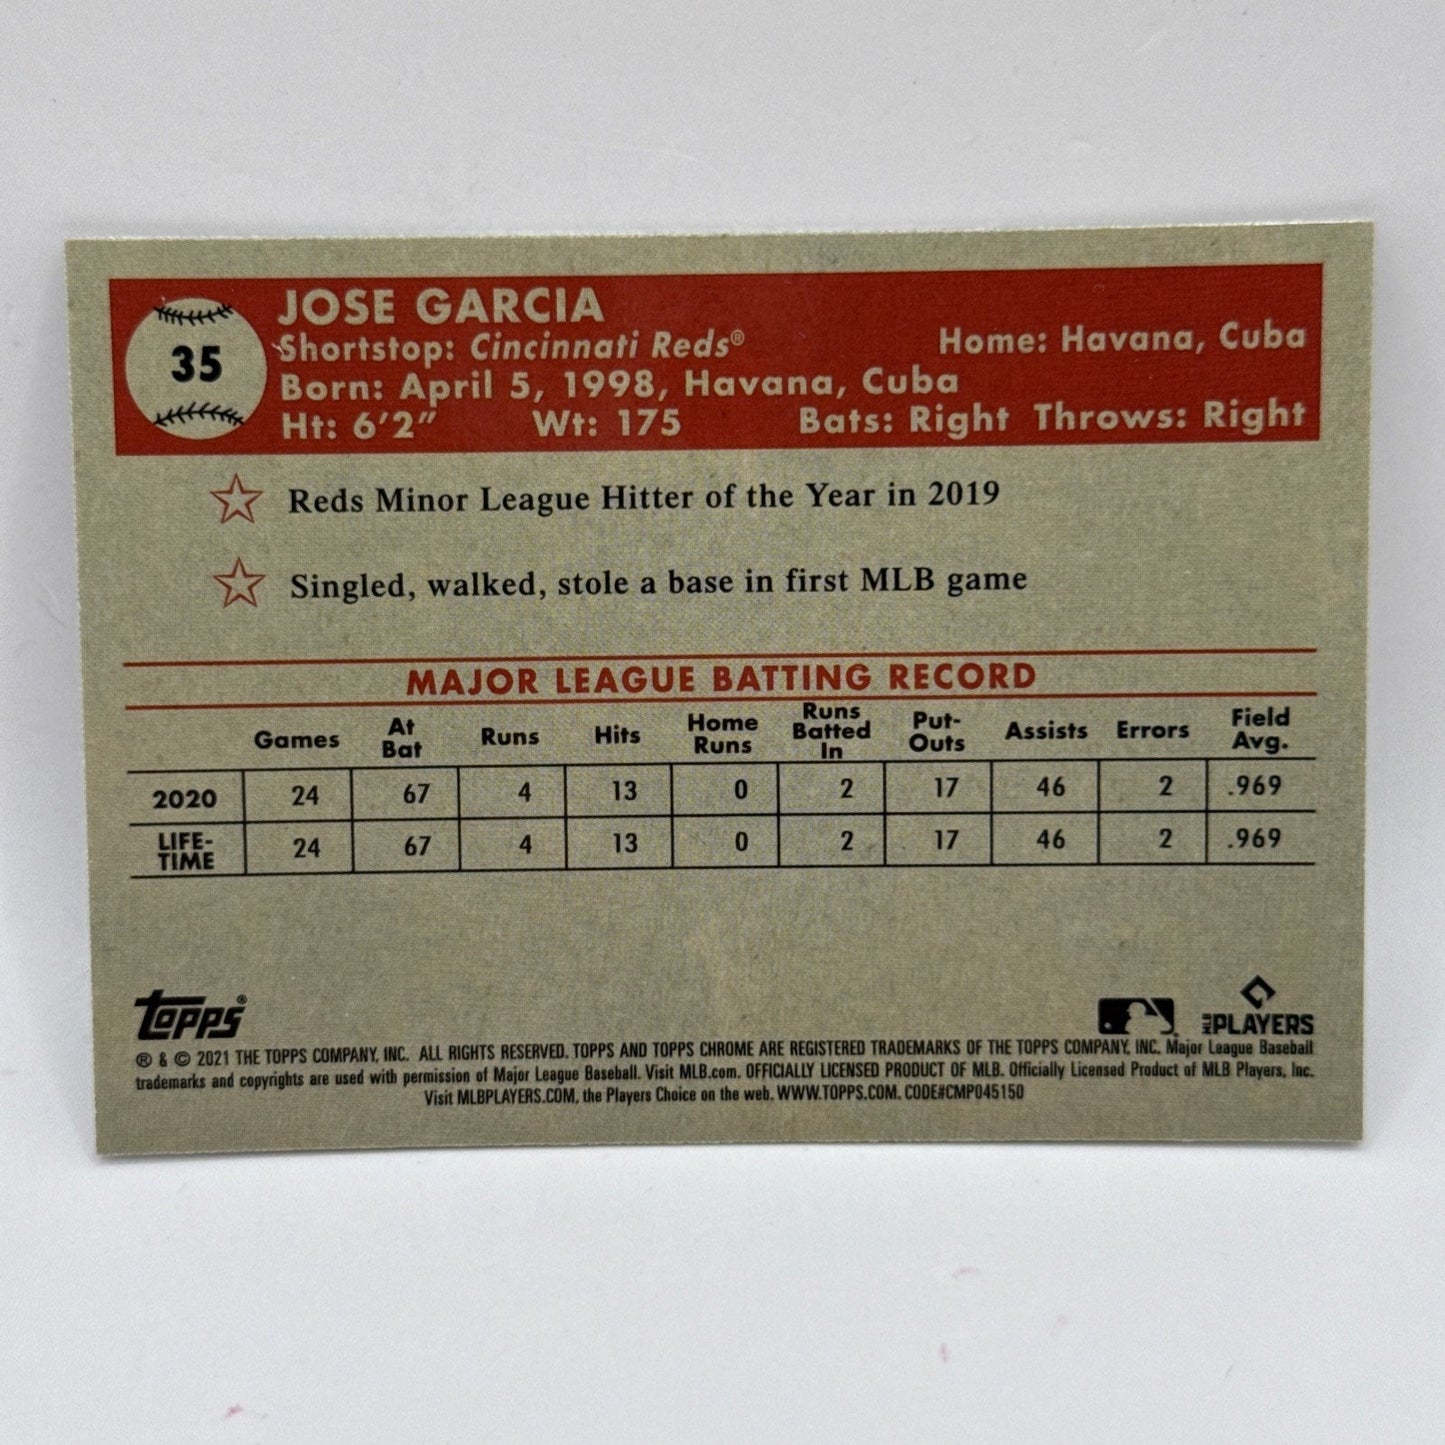 35
JOSE GARCIA
Shortstop: Cincinnati Reds®
Home: Havana, Cuba
Born: April 5, 1998, Havana, Cuba
Ht: 6'2" Wt: 175 Bats: Right Throws: Right
Reds Minor League Hitter of the Year in 2019
Singled, walked, stole a base in first MLB game
MAJOR LEAGUE BATTING RECORD
Games At Bat Runs Hits Home Runs Runs Batted In Put-Outs Assists Errors Field Avg.
2020 24 67 4 13 0 2 17 46 2 .969
LIFE-TIME 24 67 4 13 0 2 17 46 2 .969
topps® MLB PLAYERS
® & © 2021 THE TOPPS COMPANY, INC. ALL RIGHTS RESERVED. TOPPS AND TOPPS CHROME ARE REGISTERED TRADEMARKS OF THE TOPPS COMPANY, INC. Major League Baseball
trademarks and copyrights are used with permission of Major League Baseball. Visit MLB.com. OFFICIALLY LICENSED PRODUCT OF MLB. Officially Licensed Product of MLB Players, Inc.
Visit MLBPLAYERS.COM, the Players Choice on the web. WWW.TOPPS.COM. CODE#CMP045150